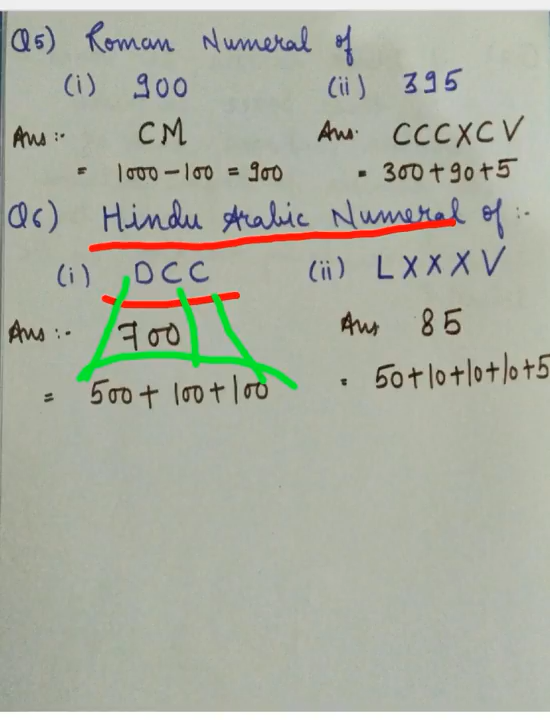 Q5) Roman Numeral of
(i) 900 (ii) 395
Ans :- CM Ans. CCCXCV
= 1000-100 = 900 = 300+90+5
Q6) Hindu Arabic Numeral of :-
(i) DCC (ii) LXXXV
Ans :- 700 Ans 85
= 500+100+100 = 50+10+10+10+5